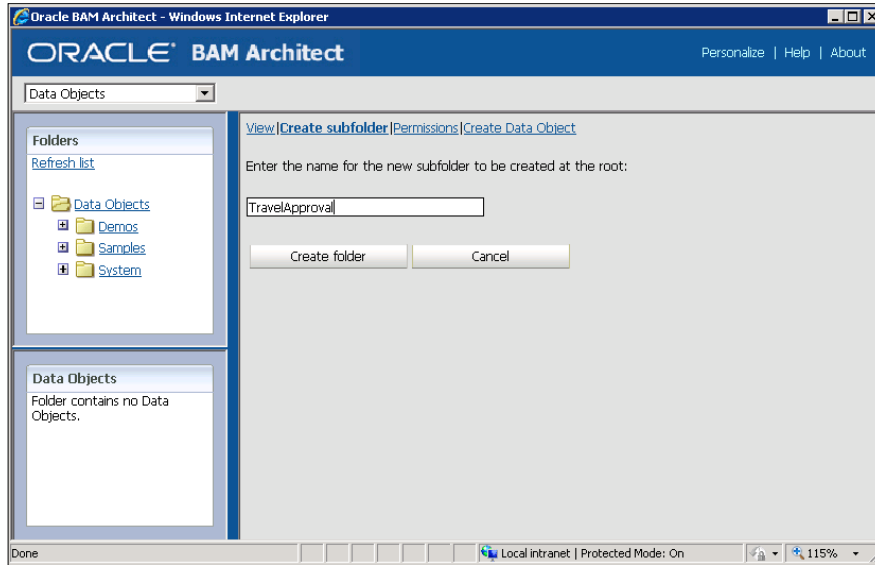 Oracle BAM Architect - Windows Internet Explorer
ORACLE® BAM Architect
Personalize | Help | About
Data Objects
View|Create subfolder|Permissions|Create Data Object
Folders
Refresh list
Enter the name for the new subfolder to be created at the root:
Data Objects
TravelApproval
Demos
Samples
System
Create folder
Cancel
Data Objects
Folder contains no Data
Objects.
Done
Local intranet | Protected Mode: On
115%